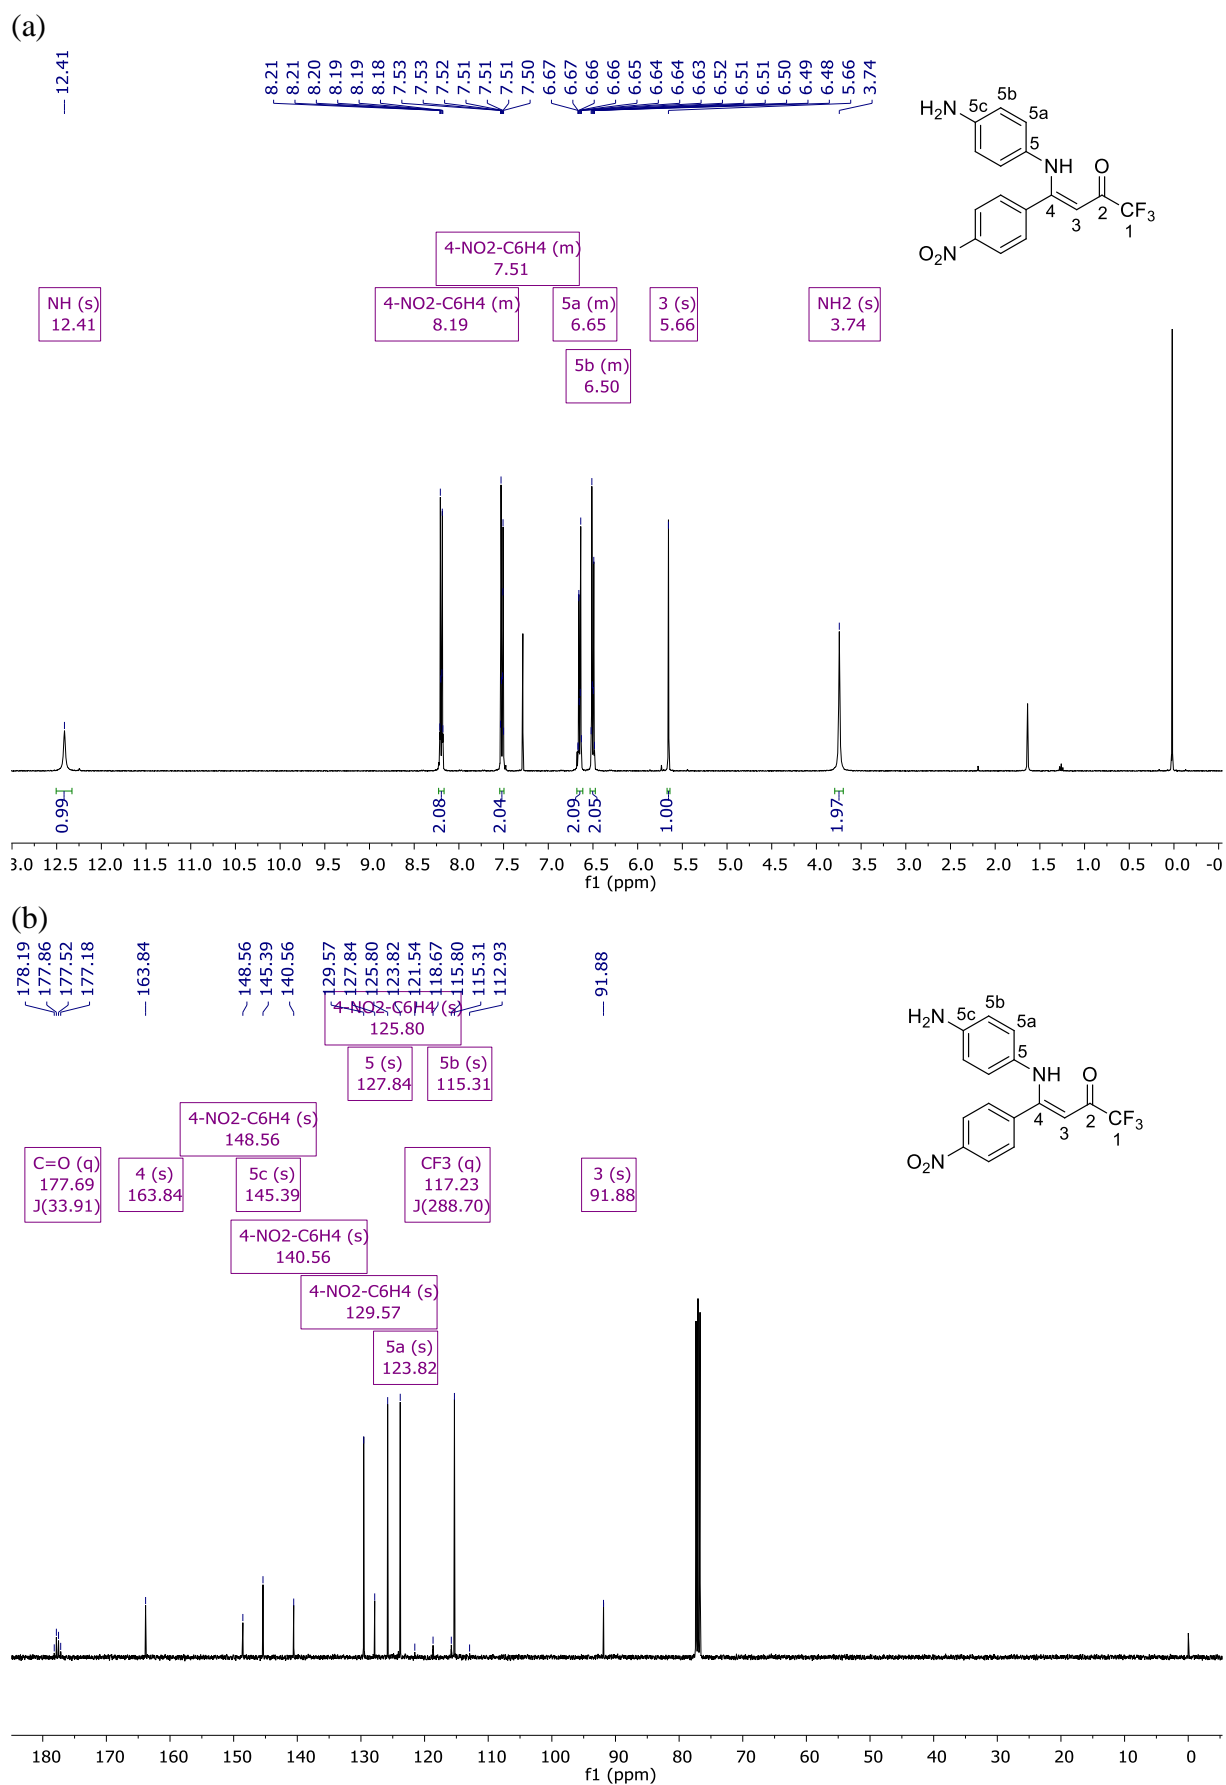 (a)
12.41
8.21
8.21
8.20
8.19
8.19
8.18
7.53
7.53
7.52
7.51
7.51
7.51
7.50
6.67
6.67
6.66
6.66
6.65
6.64
6.64
6.63
6.52
6.51
6.51
6.50
6.49
6.48
5.66
3.74
H2N 5c 5b 5a 5 NH O CF3 4 3 2 1 O2N
4-NO2-C6H4 (m)
7.51
NH (s)
12.41
4-NO2-C6H4 (m)
8.19
5a (m)
6.65
3 (s)
5.66
NH2 (s)
3.74
5b (m)
6.50
0.99
2.08
2.04
2.09
2.05
1.00
1.97
3.0 12.5 12.0 11.5 11.0 10.5 10.0 9.5 9.0 8.5 8.0 7.5 7.0 6.5 6.0 5.5 5.0 4.5 4.0 3.5 3.0 2.5 2.0 1.5 1.0 0.5 0.0 -0
f1 (ppm)
(b)
178.19
177.86
177.52
177.18
163.84
148.56
145.39
140.56
129.57
127.84
125.80
123.82
121.54
118.67
115.80
115.31
112.93
91.88
H2N 5c 5b 5a 5 NH O CF3 4 3 2 1 O2N
4-NO2-C6H4 (s)
125.80
5 (s)
127.84
5b (s)
115.31
4-NO2-C6H4 (s)
148.56
C=O (q)
177.69
J(33.91)
4 (s)
163.84
5c (s)
145.39
CF3 (q)
117.23
J(288.70)
3 (s)
91.88
4-NO2-C6H4 (s)
140.56
4-NO2-C6H4 (s)
129.57
5a (s)
123.82
180 170 160 150 140 130 120 110 100 90 80 70 60 50 40 30 20 10 0
f1 (ppm)